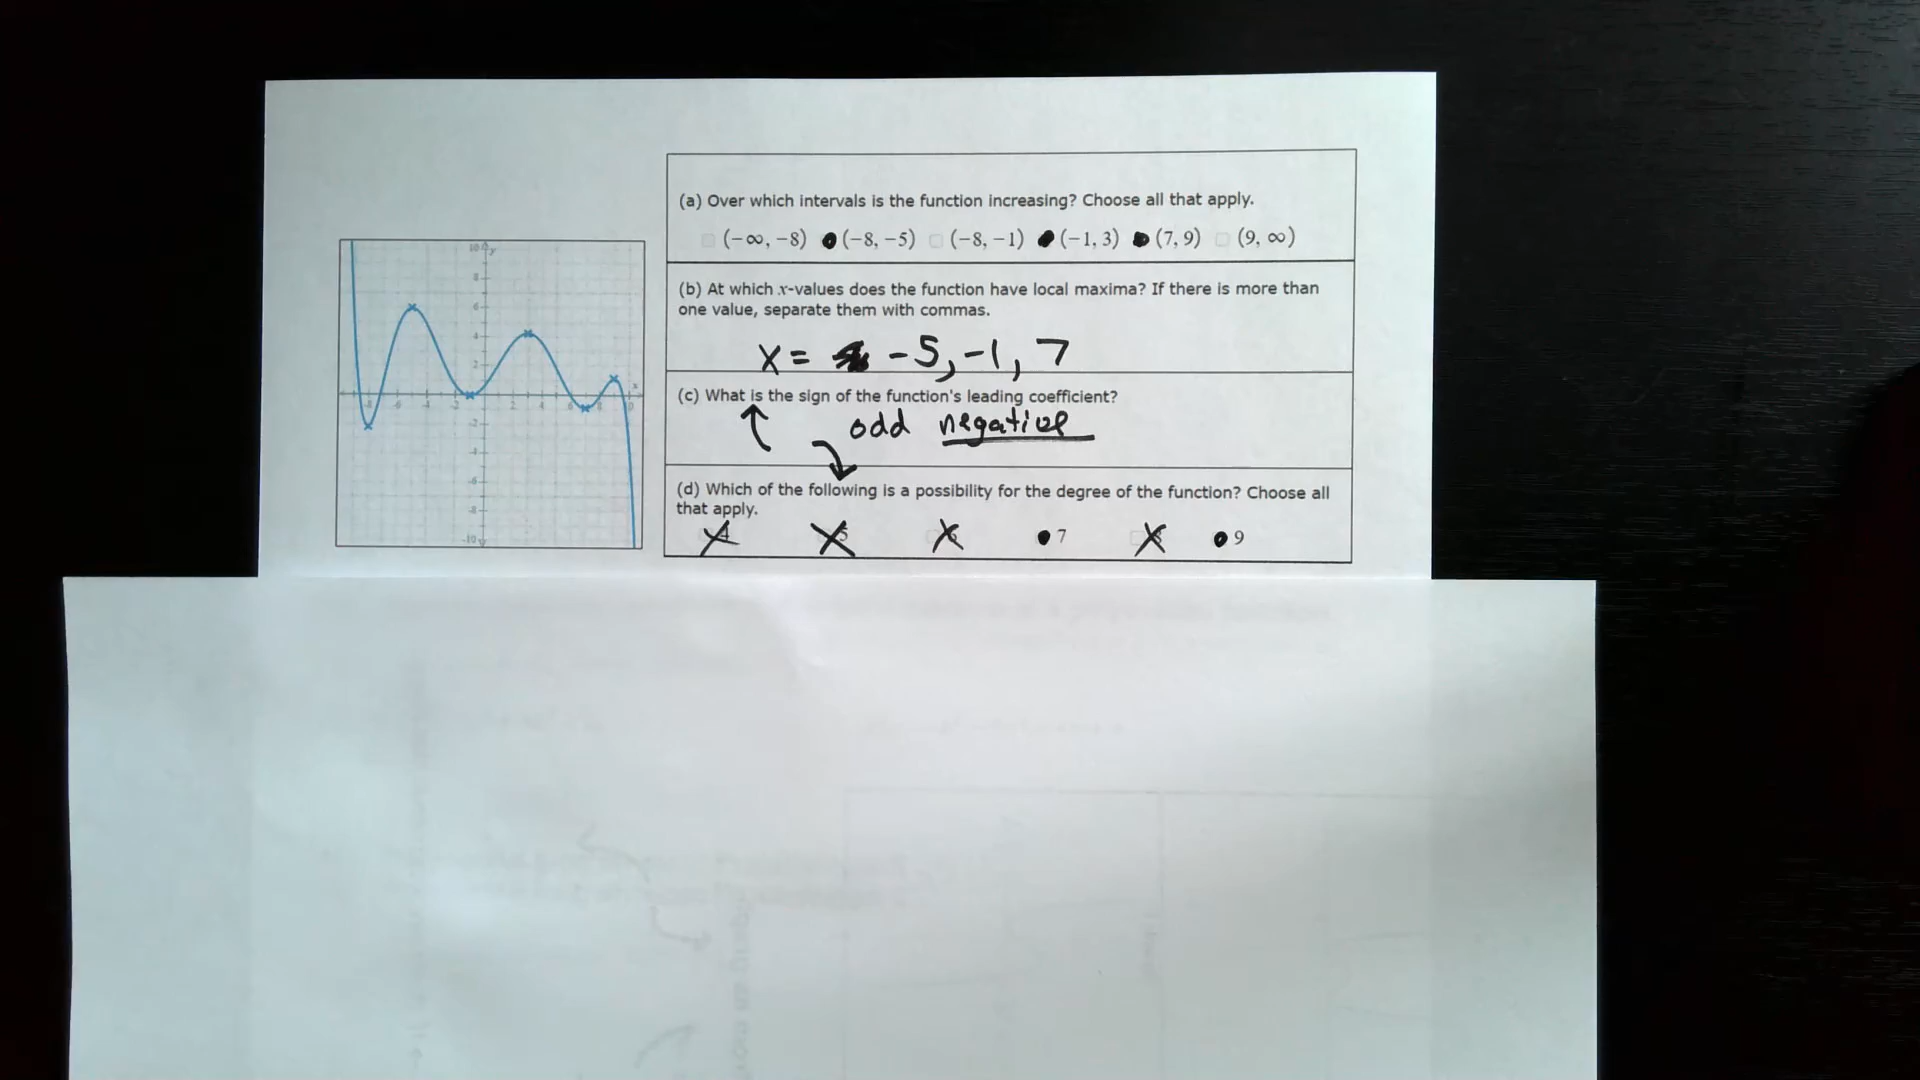 (a) Over which intervals is the function increasing? Choose all that apply.
(−∞, −8) (−8, −5) (−8, −1) (−1, 3) (7, 9) (9, ∞)
(b) At which x-values does the function have local maxima? If there is more than
one value, separate them with commas.
x = -5, -1, 7
(c) What is the sign of the function's leading coefficient?
odd negative
(d) Which of the following is a possibility for the degree of the function? Choose all
that apply.
7 9